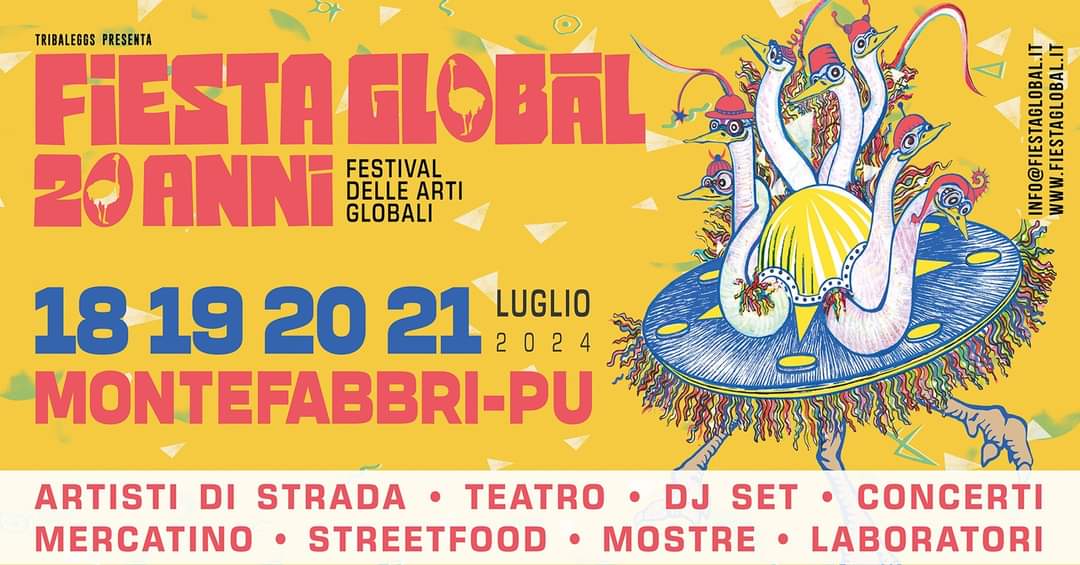 TRIBALEGGS PRESENTA
FiESTA GLOBĀL
20 ANNi
FESTIVAL
DELLE ARTI
GLOBALI
18 19 20 21
LUGLIO
2024
MONTEFABBRI-PU
INFO@FIESTAGLOBAL.IT
WWW.FIESTAGLOBAL.IT
ARTISTI DI STRADA • TEATRO • DJ SET • CONCERTI
MERCATINO • STREETFOOD • MOSTRE • LABORATORI